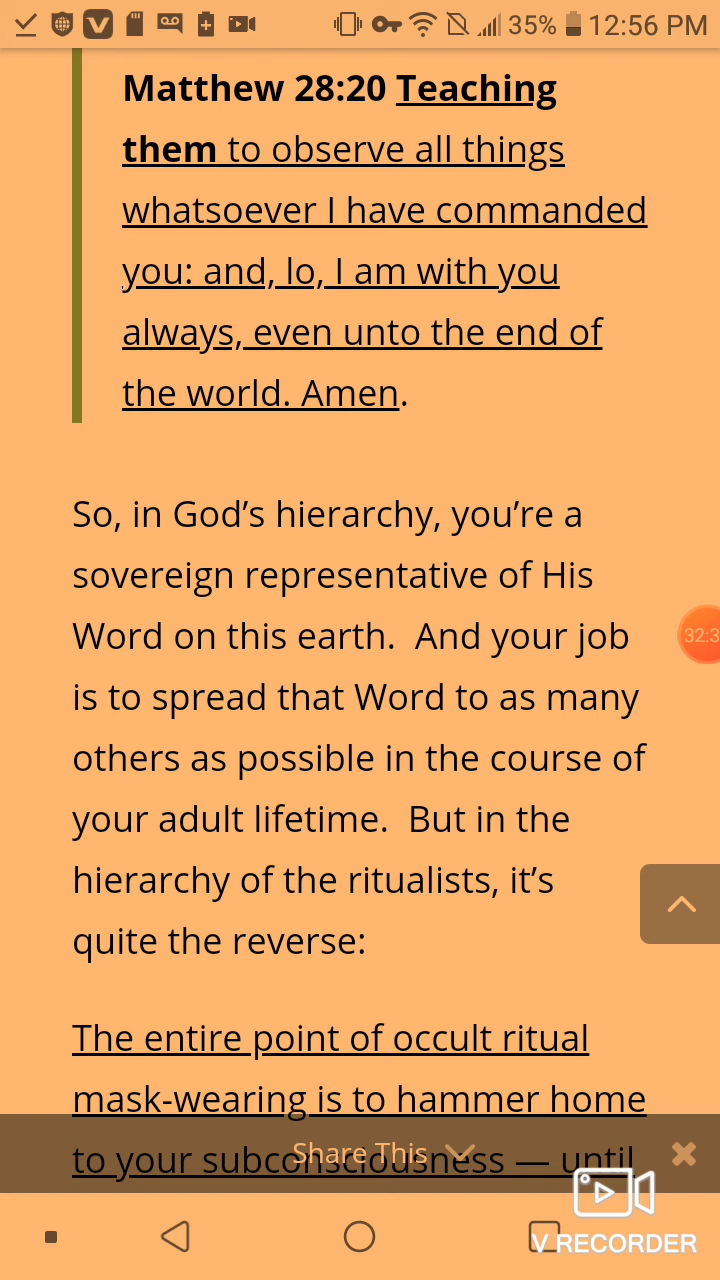 35% 12:56 PM
Matthew 28:20 Teaching
them to observe all things
whatsoever I have commanded
you: and, lo, I am with you
always, even unto the end of
the world. Amen.
So, in God’s hierarchy, you’re a
sovereign representative of His
Word on this earth.  And your job
32:3
is to spread that Word to as many
others as possible in the course of
your adult lifetime.  But in the
hierarchy of the ritualists, it’s
quite the reverse:
The entire point of occult ritual
mask-wearing is to hammer home
to your subconsciousness — until
Share This
V RECORDER